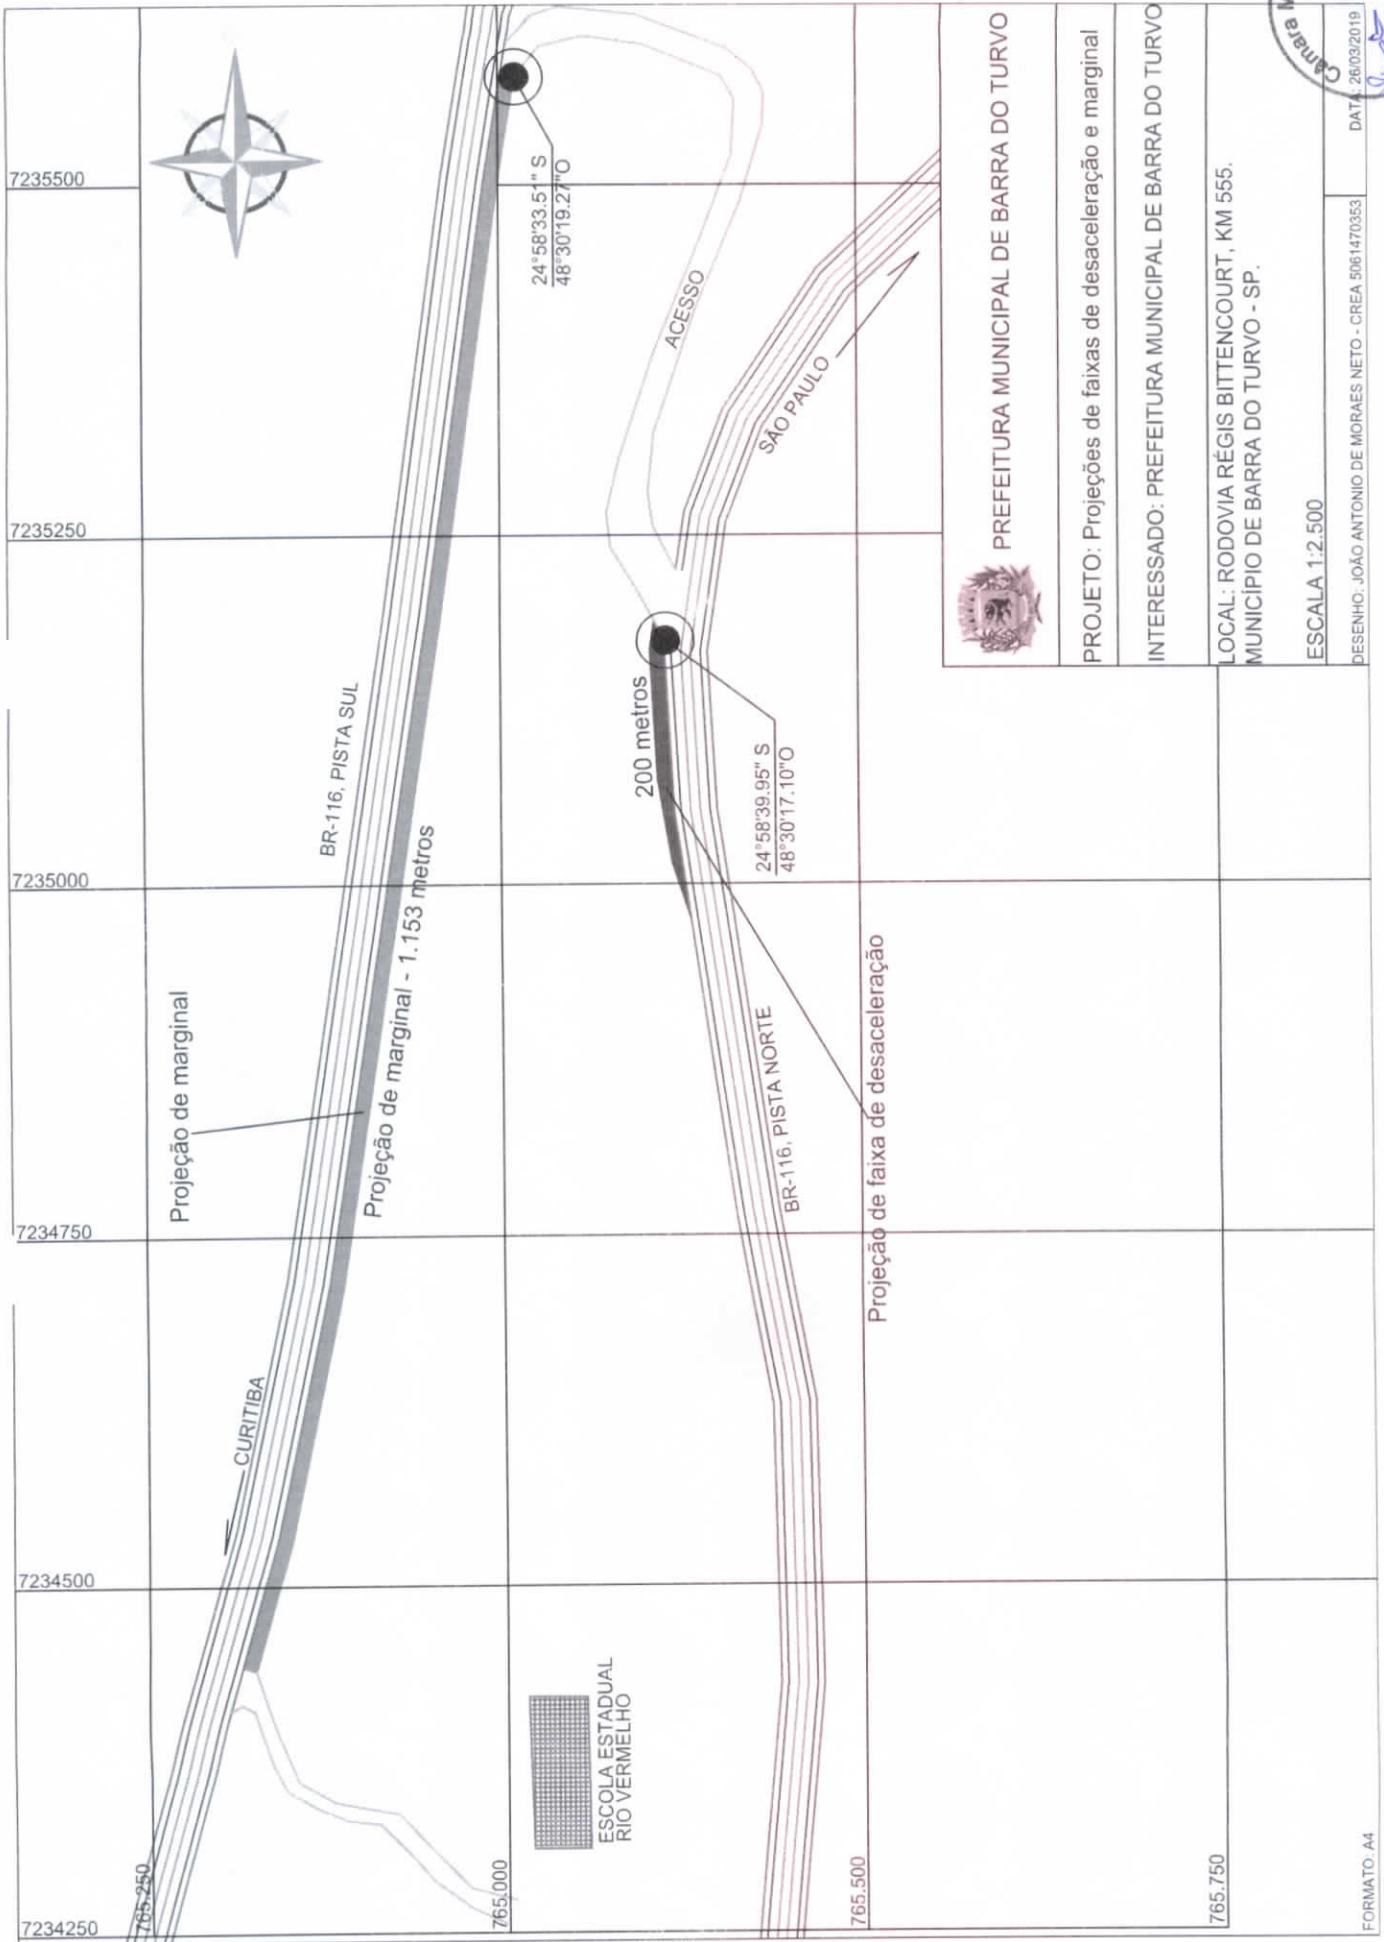 7235500
7235250
7235000
7234750
7234500
7234250
765.250
765.000
765.500
765.750
24°58'33.51" S
48°30'19.27"O
ACESSO
SÃO PAULO
BR-116, PISTA SUL
200 metros
24°58'39.95" S
48°30'17.10"O
Projeção de marginal
Projeção de marginal - 1.153 metros
BR-116, PISTA NORTE
Projeção de faixa de desaceleração
CURITIBA
ESCOLA ESTADUAL
RIO VERMELHO
PREFEITURA MUNICIPAL DE BARRA DO TURVO
PROJETO: Projeções de faixas de desaceleração e marginal
INTERESSADO: PREFEITURA MUNICIPAL DE BARRA DO TURVO
LOCAL: RODOVIA RÉGIS BITTENCOURT, KM 555.
MUNICÍPIO DE BARRA DO TURVO - SP.
ESCALA 1:2.500
DESENHO: JOÃO ANTONIO DE MORAES NETO - CREA 5061470353
DATA: 26/03/2019
FORMATO: A4
Câmara M